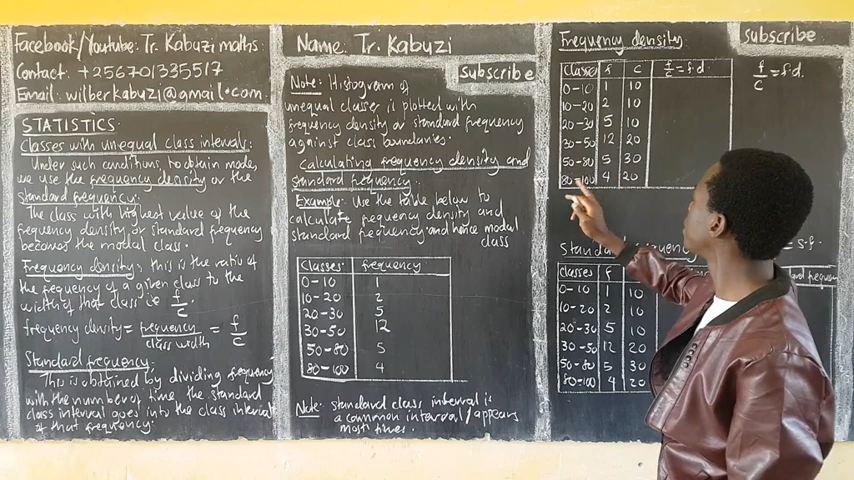 Facebook/Youtube: Tr. Kabuzi maths
Contact: +256701335517
Email: wilberkabuzi@gmail.com
STATISTICS
Classes with unequal class intervals:
Under such conditions, to obtain mode,
we use the frequency density or the
standard frequency.
The class with highest value of the
frequency density or standard frequency
becomes the modal class.
Frequency density: this is the ratio of
the frequency of a given class to the
width of that class ie f/c.
frequency density = frequency/class width = f/c
Standard frequency:
This is obtained by dividing frequency
with the number of time the standard
class interval goes into the class interval
of that frequency.
Name: Tr. Kabuzi
subscribe
Note: Histogram of
unequal classes is plotted with
frequency density or standard frequency
against class boundaries.
Calculating frequency density and
standard frequency:
Example: Use the table below to
calculate frequency density and
standard frequency and hence modal
class
Classes frequency
0-10 1
10-20 2
20-30 5
30-50 12
50-80 5
80-100 4
Note: standard class interval is
a common interval/appears
most times.
Frequency density
subscribe
Classes f c f/c = f.d.
f/c = f.d.
0-10 1 10
10-20 2 10
20-30 5 10
30-50 12 20
50-80 5 30
80-100 4 20
Standard frequency = s.f.
classes f
0-10 1 10
10-20 2 10
20-30 5 10
30-50 12 20
50-80 5 30
80-100 4 20